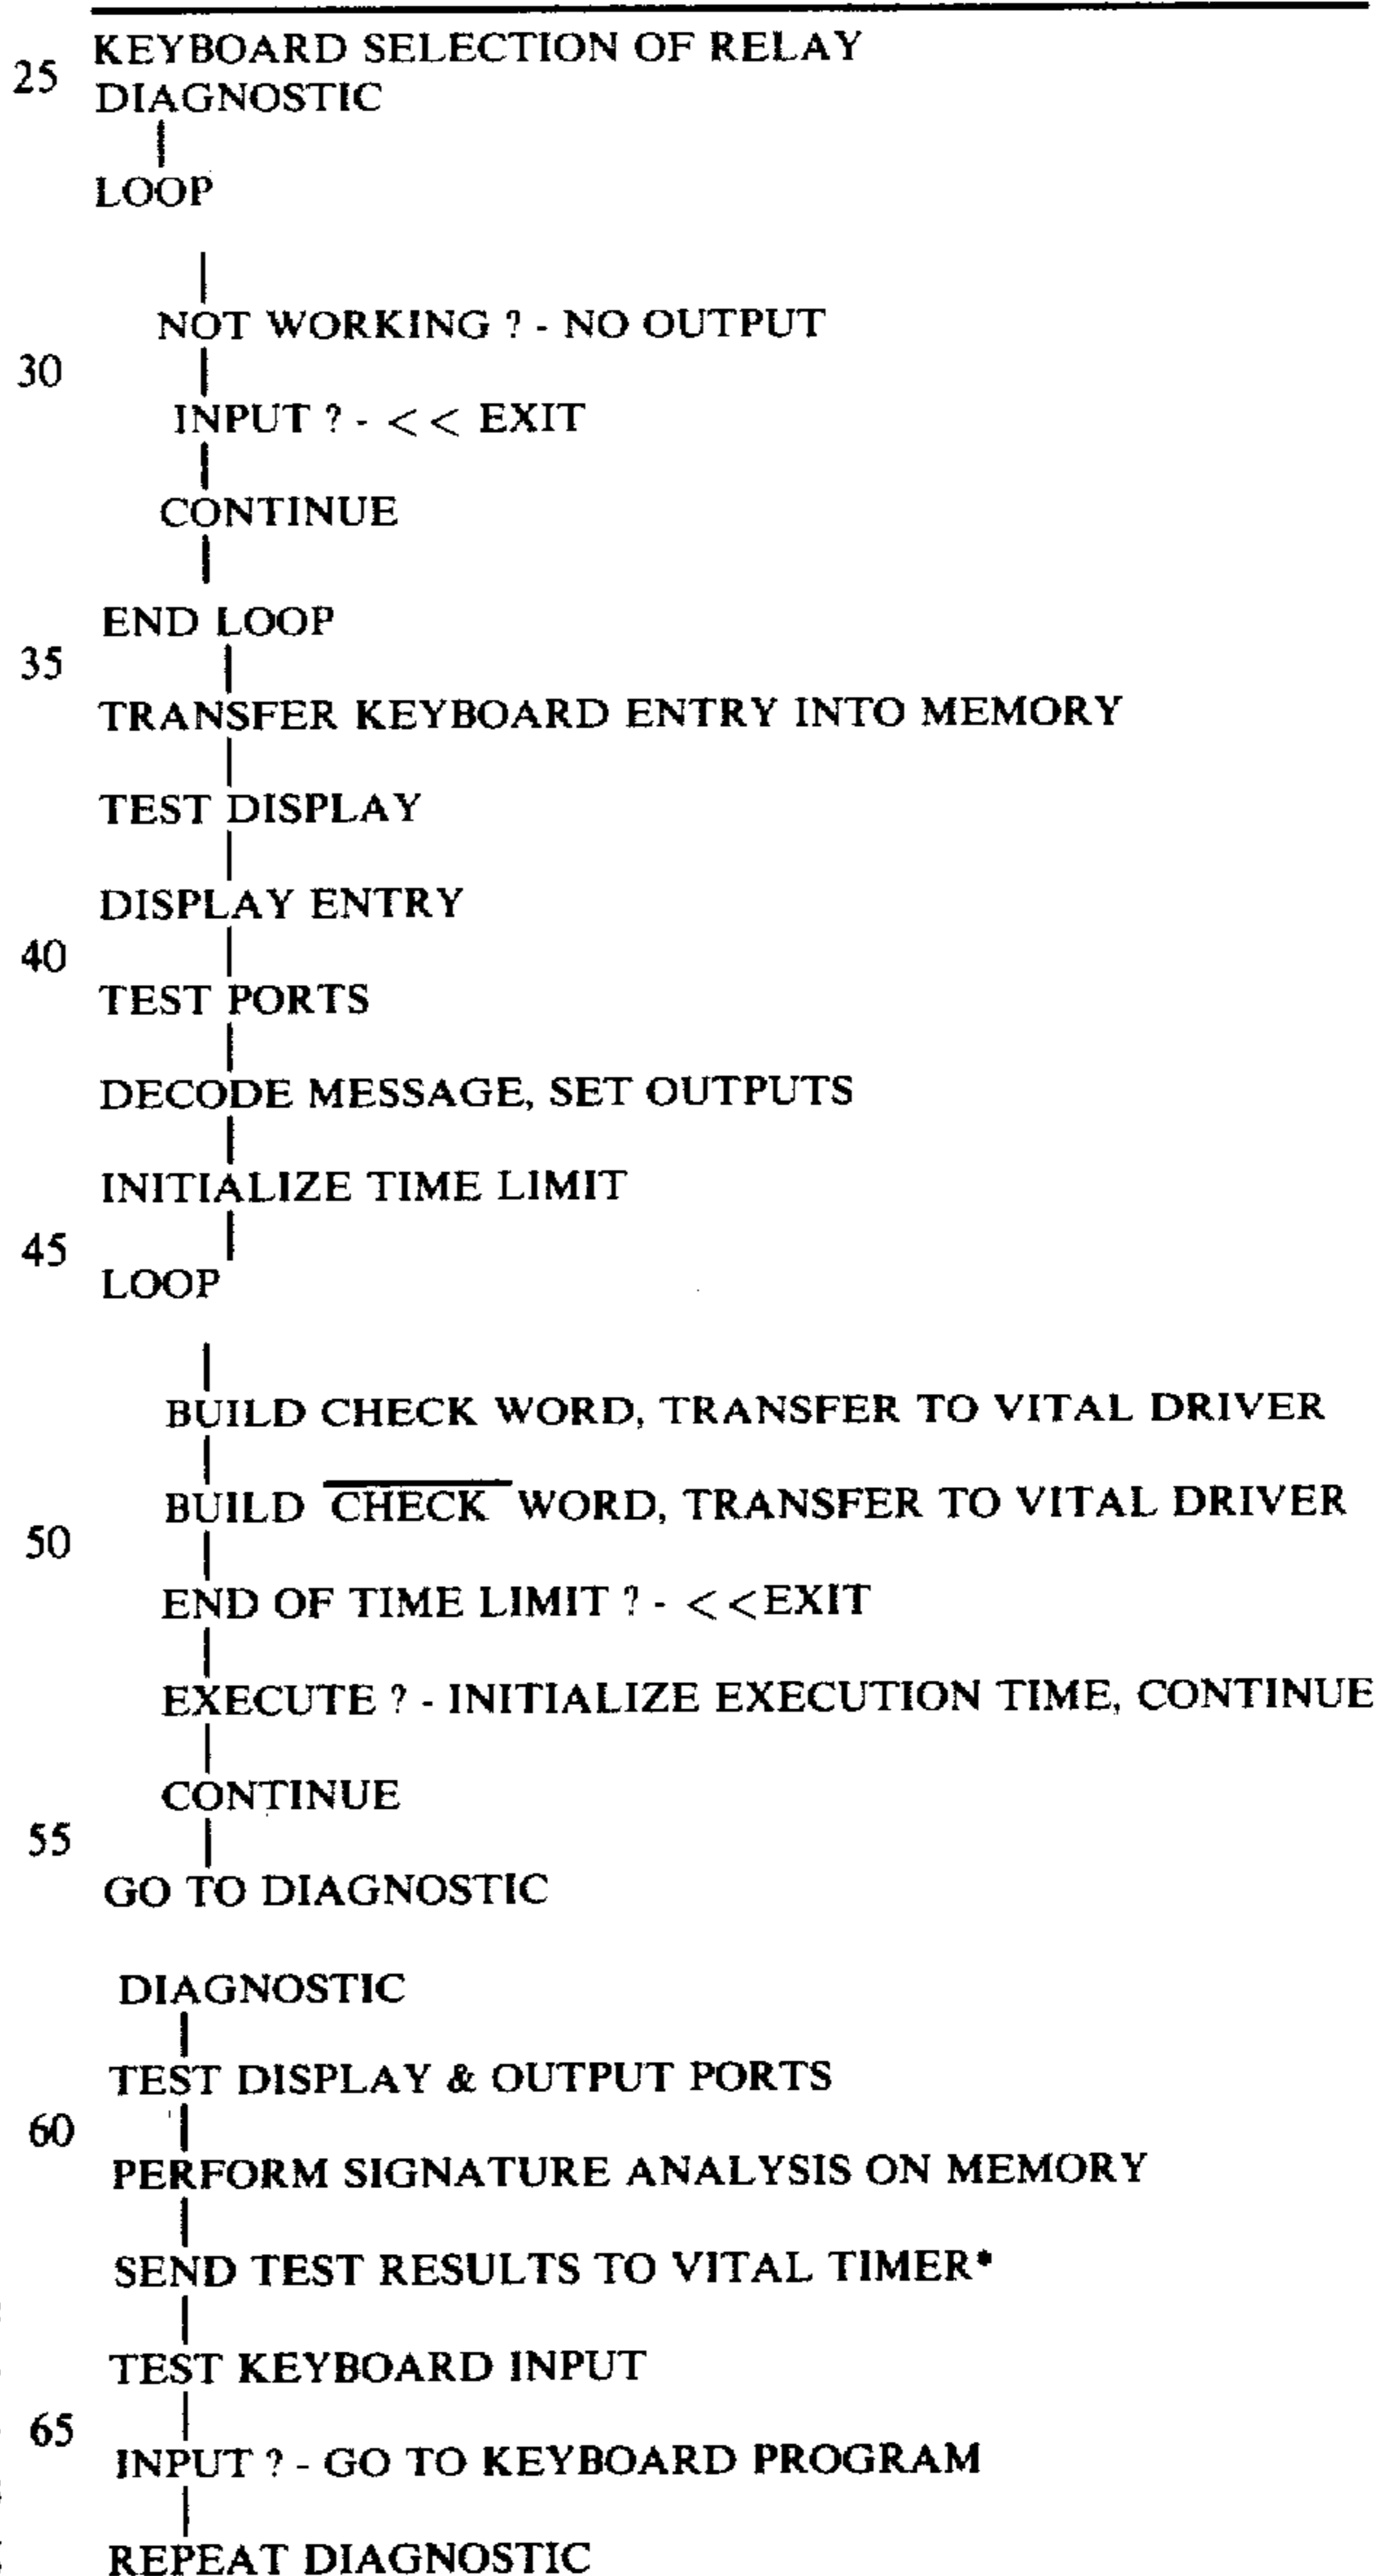 KEYBOARD SELECTION OF RELAY
25
DIAGNOSTIC
LOOP
NOT WORKING ? - NO OUTPUT
30
INPUT ? - < < EXIT
CONTINUE
END LOOP
35
TRANSFER KEYBOARD ENTRY INTO MEMORY
TEST DISPLAY
DISPLAY ENTRY
40
TEST PORTS
DECODE MESSAGE, SET OUTPUTS
INITIALIZE TIME LIMIT
45
LOOP
BUILD CHECK WORD, TRANSFER TO VITAL DRIVER
BUILD C̅H̅E̅C̅K̅ WORD, TRANSFER TO VITAL DRIVER
50
END OF TIME LIMIT ? - < <EXIT
EXECUTE ? - INITIALIZE EXECUTION TIME, CONTINUE
CONTINUE
55
GO TO DIAGNOSTIC
DIAGNOSTIC
TEST DISPLAY & OUTPUT PORTS
60
PERFORM SIGNATURE ANALYSIS ON MEMORY
SEND TEST RESULTS TO VITAL TIMER*
TEST KEYBOARD INPUT
65
INPUT ? - GO TO KEYBOARD PROGRAM
REPEAT DIAGNOSTIC